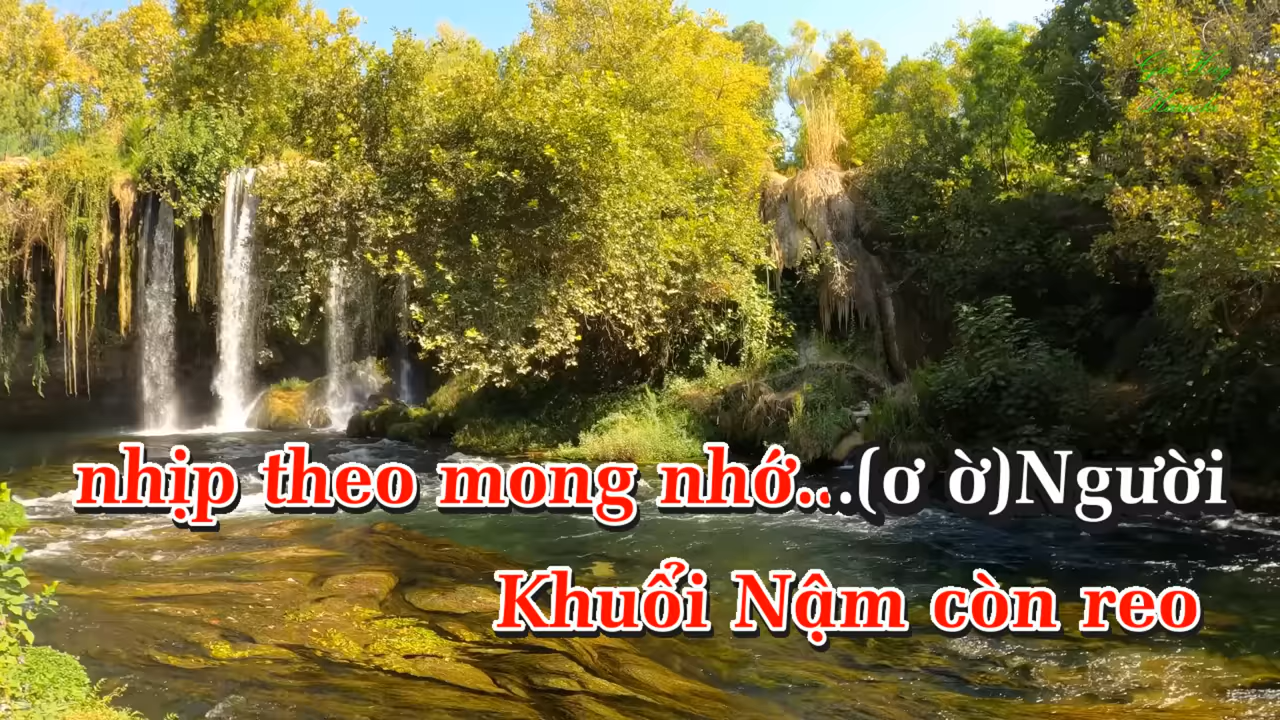 nhịp theo mong nhớ...(ơ ờ)Người
Khuổi Nậm còn reo